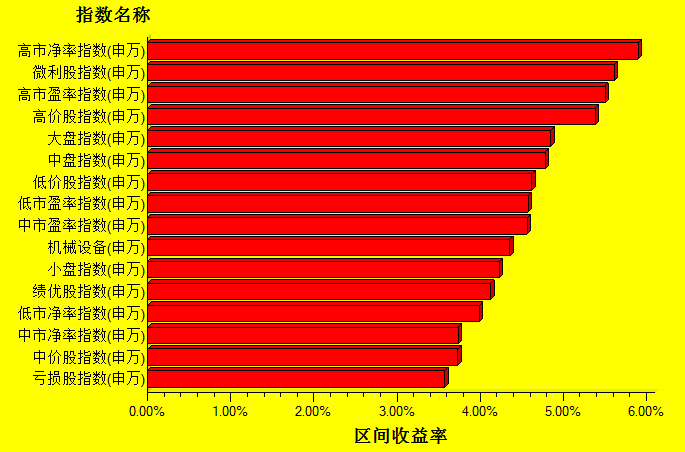 指数名称
高市净率指数(申万)
微利股指数(申万)
高市盈率指数(申万)
高价股指数(申万)
大盘指数(申万)
中盘指数(申万)
低价股指数(申万)
低市盈率指数(申万)
中市盈率指数(申万)
机械设备(申万)
小盘指数(申万)
绩优股指数(申万)
低市净率指数(申万)
中市净率指数(申万)
中价股指数(申万)
亏损股指数(申万)
0.00% 1.00% 2.00% 3.00% 4.00% 5.00% 6.00%
区间收益率